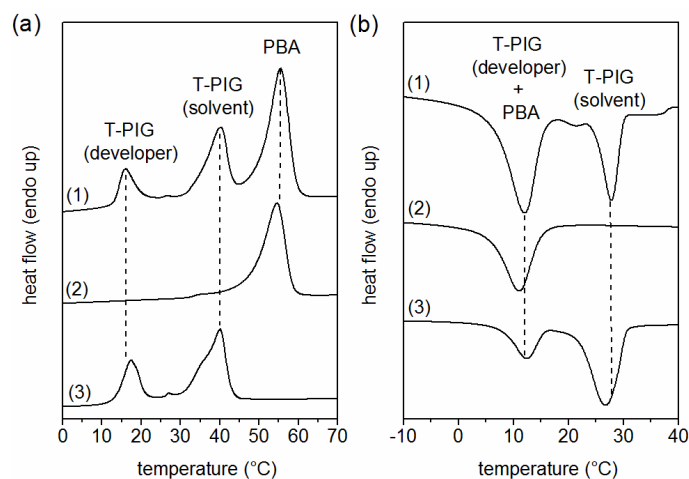 (a)
PBA
T-PIG
(solvent)
T-PIG
(developer)
(1)
(2)
(3)
heat flow (endo up)
0 10 20 30 40 50 60 70
temperature (°C)
(b)
T-PIG
(developer)
+
PBA
T-PIG
(solvent)
(1)
(2)
(3)
heat flow (endo up)
-10 0 10 20 30 40
temperature (°C)